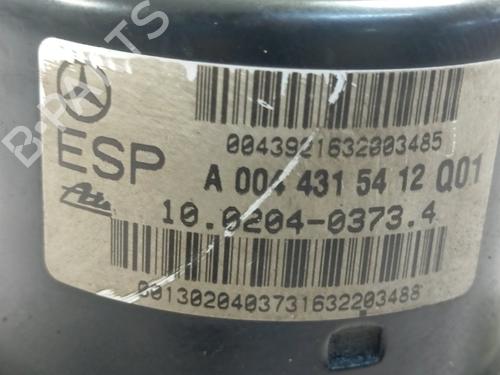 0043921632003485
ESP
A 004 431 54 12 Q01
Ate
10.0204-0373.4
0013020403731632203488
B-PARTS